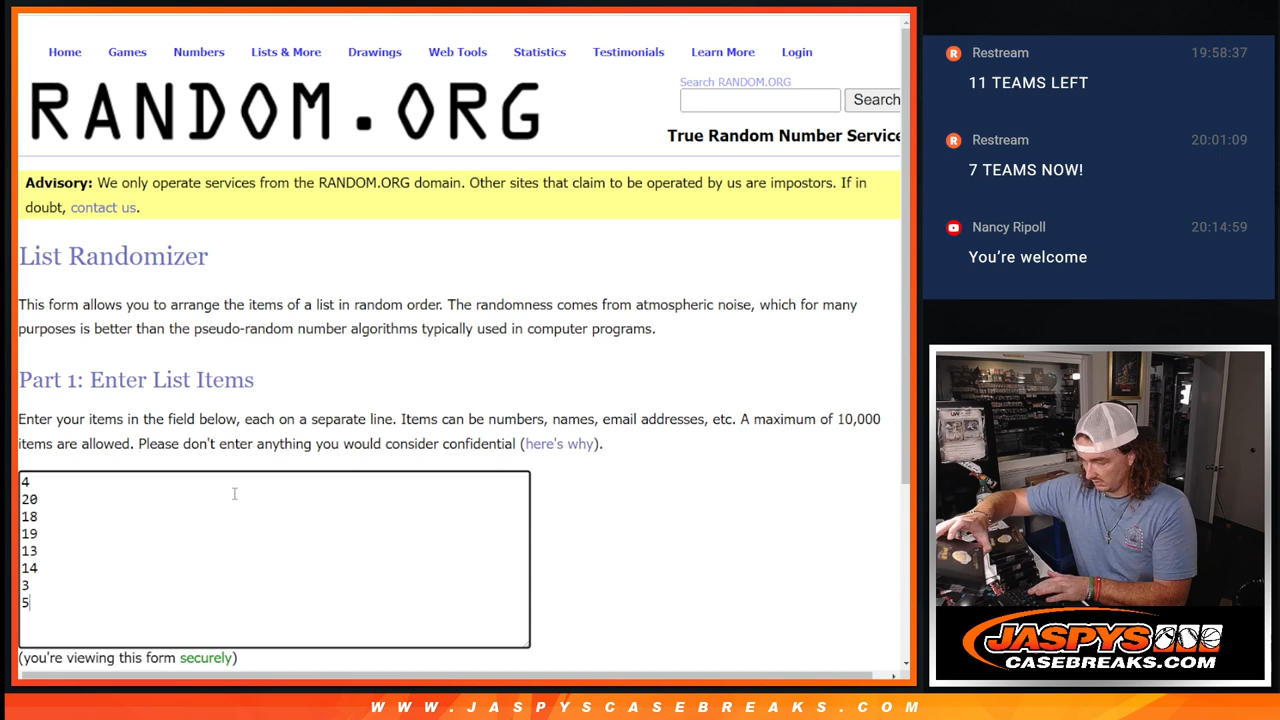 Home Games Numbers Lists & More Drawings Web Tools Statistics Testimonials Learn More Login
RANDOM.ORG
Search RANDOM.ORG
Search
True Random Number Service
Advisory: We only operate services from the RANDOM.ORG domain. Other sites that claim to be operated by us are impostors. If in
doubt, contact us.
List Randomizer
This form allows you to arrange the items of a list in random order. The randomness comes from atmospheric noise, which for many
purposes is better than the pseudo-random number algorithms typically used in computer programs.
Part 1: Enter List Items
Enter your items in the field below, each on a separate line. Items can be numbers, names, email addresses, etc. A maximum of 10,000
items are allowed. Please don't enter anything you would consider confidential (here's why).
4
20
18
19
13
14
3
5
(you're viewing this form securely)
R Restream 19:58:37
11 TEAMS LEFT
R Restream 20:01:09
7 TEAMS NOW!
Nancy Ripoll 20:14:59
You're welcome
JASPYS
CASEBREAKS.COM
WWW.JASPYSCASEBREAKS.COM